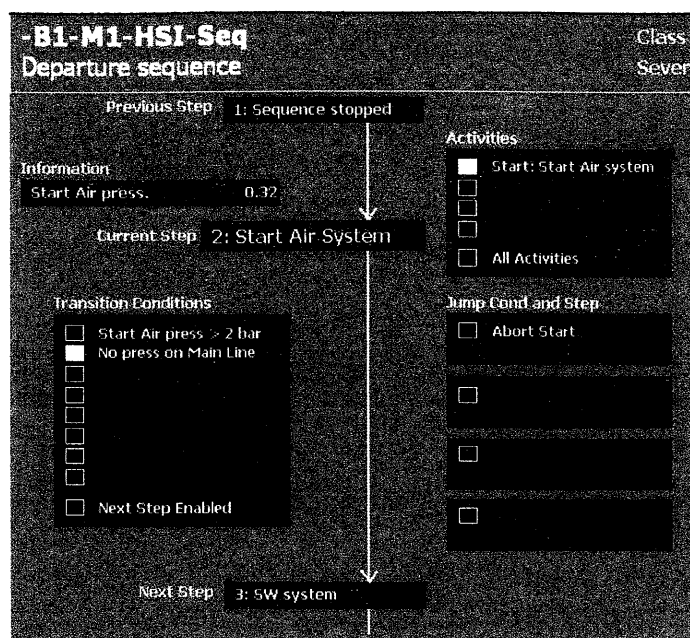 -B1-M1-HSI-Seq
Class
Departure sequence
Sever
Previous Step
1: Sequence stopped
Activities
Start: Start Air system
All Activities
Information
Start Air press. 0.32
Current Step
2: Start Air System
Transition Conditions
Start Air press > 2 bar
No press on Main Line
Next Step Enabled
Jump Cond and Step
Abort Start
Next Step
3: SW system